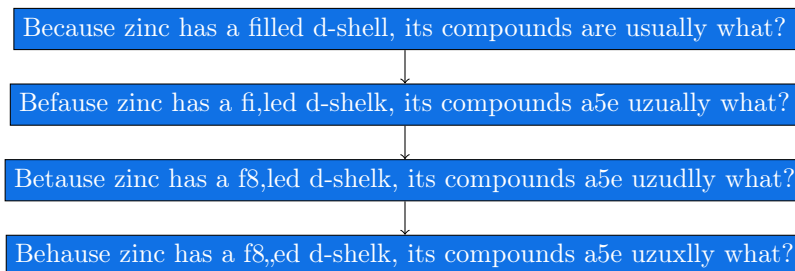 Because zinc has a filled d-shell, its compounds are usually what?
Befause zinc has a fi,led d-shelk, its compounds a5e uzually what?
Betause zinc has a f8,led d-shelk, its compounds a5e uzudlly what?
Behause zinc has a f8,,ed d-shelk, its compounds a5e uzuxlly what?